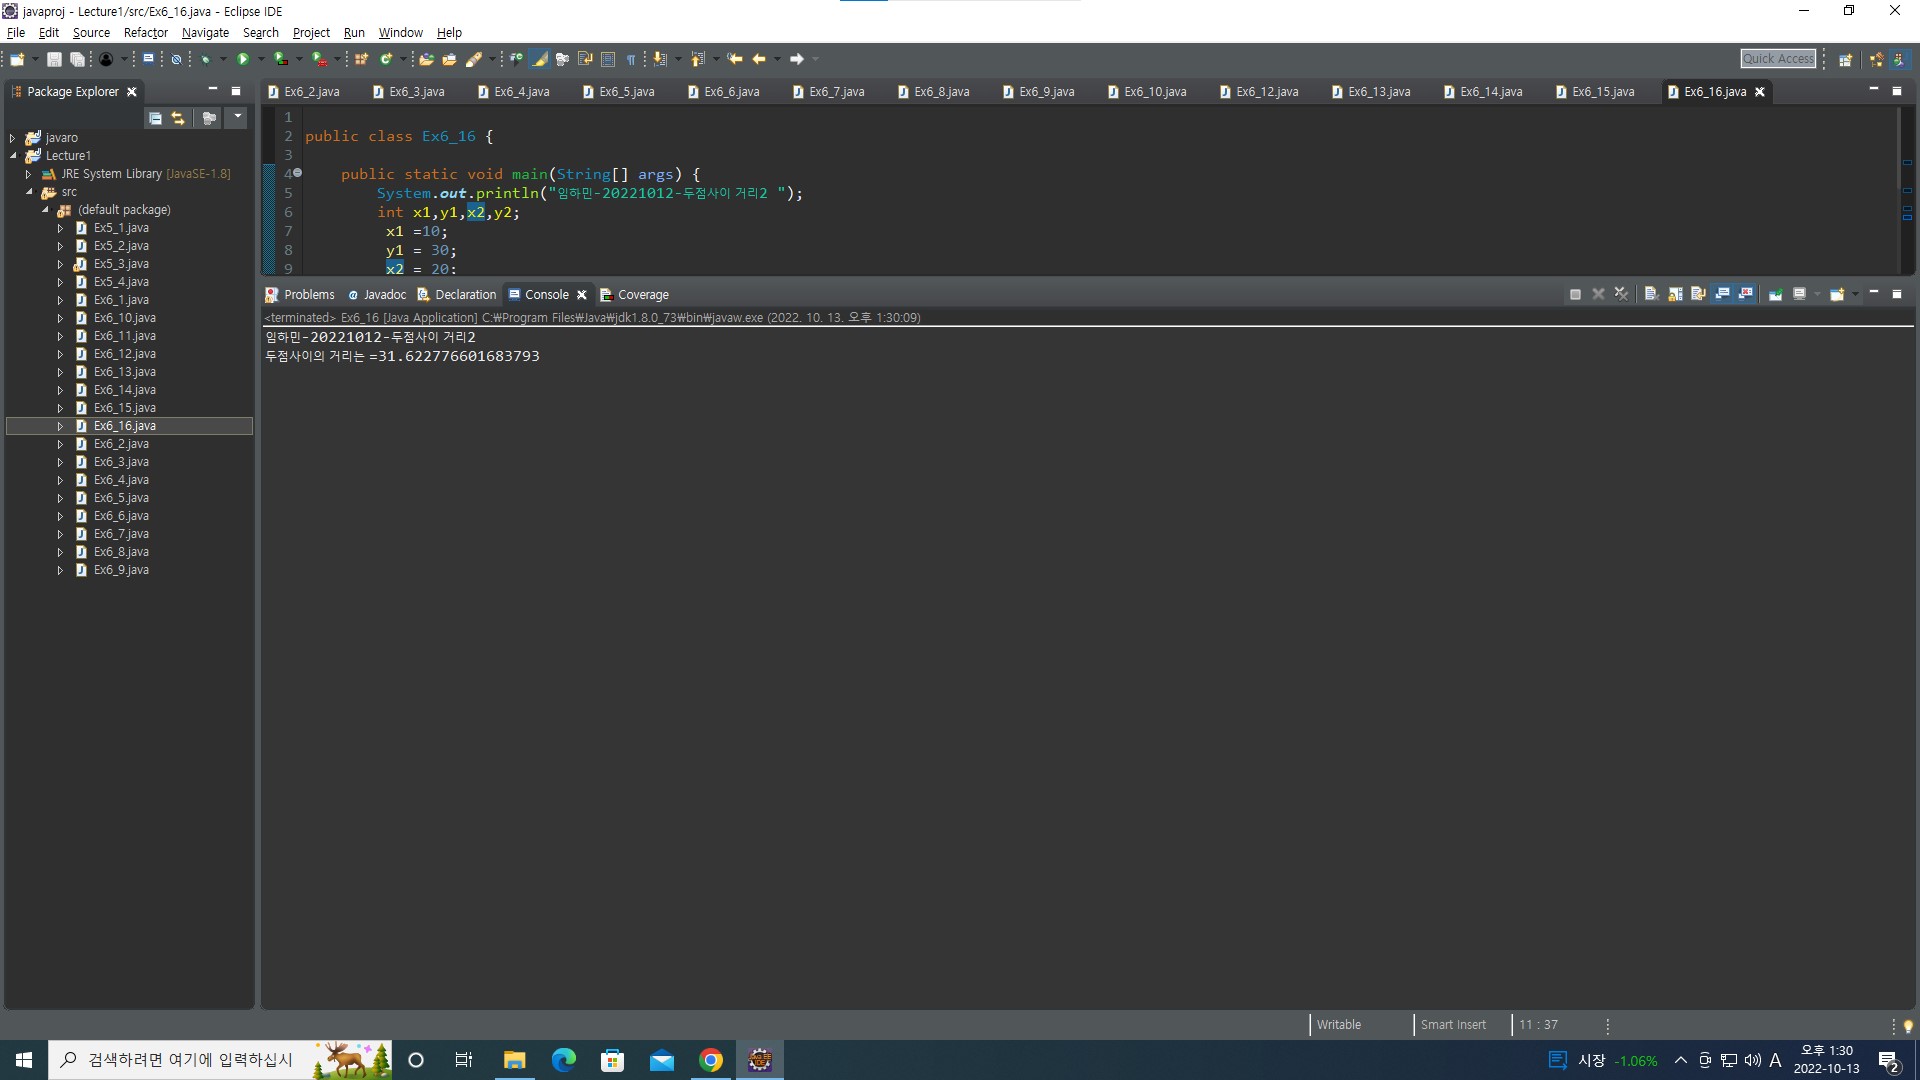 javaproj - Lecture1/src/Ex6_16.java - Eclipse IDE
File Edit Source Refactor Navigate Search Project Run Window Help
Quick Access
Package Explorer
Ex6_2.java Ex6_3.java Ex6_4.java Ex6_5.java Ex6_6.java Ex6_7.java Ex6_8.java Ex6_9.java Ex6_10.java Ex6_12.java Ex6_13.java Ex6_14.java Ex6_15.java Ex6_16.java
javaro
Lecture1
JRE System Library [JavaSE-1.8]
src
(default package)
Ex5_1.java
Ex5_2.java
Ex5_3.java
Ex5_4.java
Ex6_1.java
Ex6_10.java
Ex6_11.java
Ex6_12.java
Ex6_13.java
Ex6_14.java
Ex6_15.java
Ex6_16.java
Ex6_2.java
Ex6_3.java
Ex6_4.java
Ex6_5.java
Ex6_6.java
Ex6_7.java
Ex6_8.java
Ex6_9.java
1
2 public class Ex6_16 {
3
4 public static void main(String[] args) {
5 System.out.println("임하민-20221012-두점사이 거리2 ");
6 int x1,y1,x2,y2;
7 x1 =10;
8 y1 = 30;
9 x2 = 20;
Problems Javadoc Declaration Console Coverage
<terminated> Ex6_16 [Java Application] C:₩Program Files₩Java₩jdk1.8.0_73₩bin₩javaw.exe (2022. 10. 13. 오후 1:30:09)
임하민-20221012-두점사이 거리2
두점사이의 거리는 =31.622776601683793
Writable Smart Insert 11 : 37
검색하려면 여기에 입력하십시
시장 -1.06% A 오후 1:30
2022-10-13 2